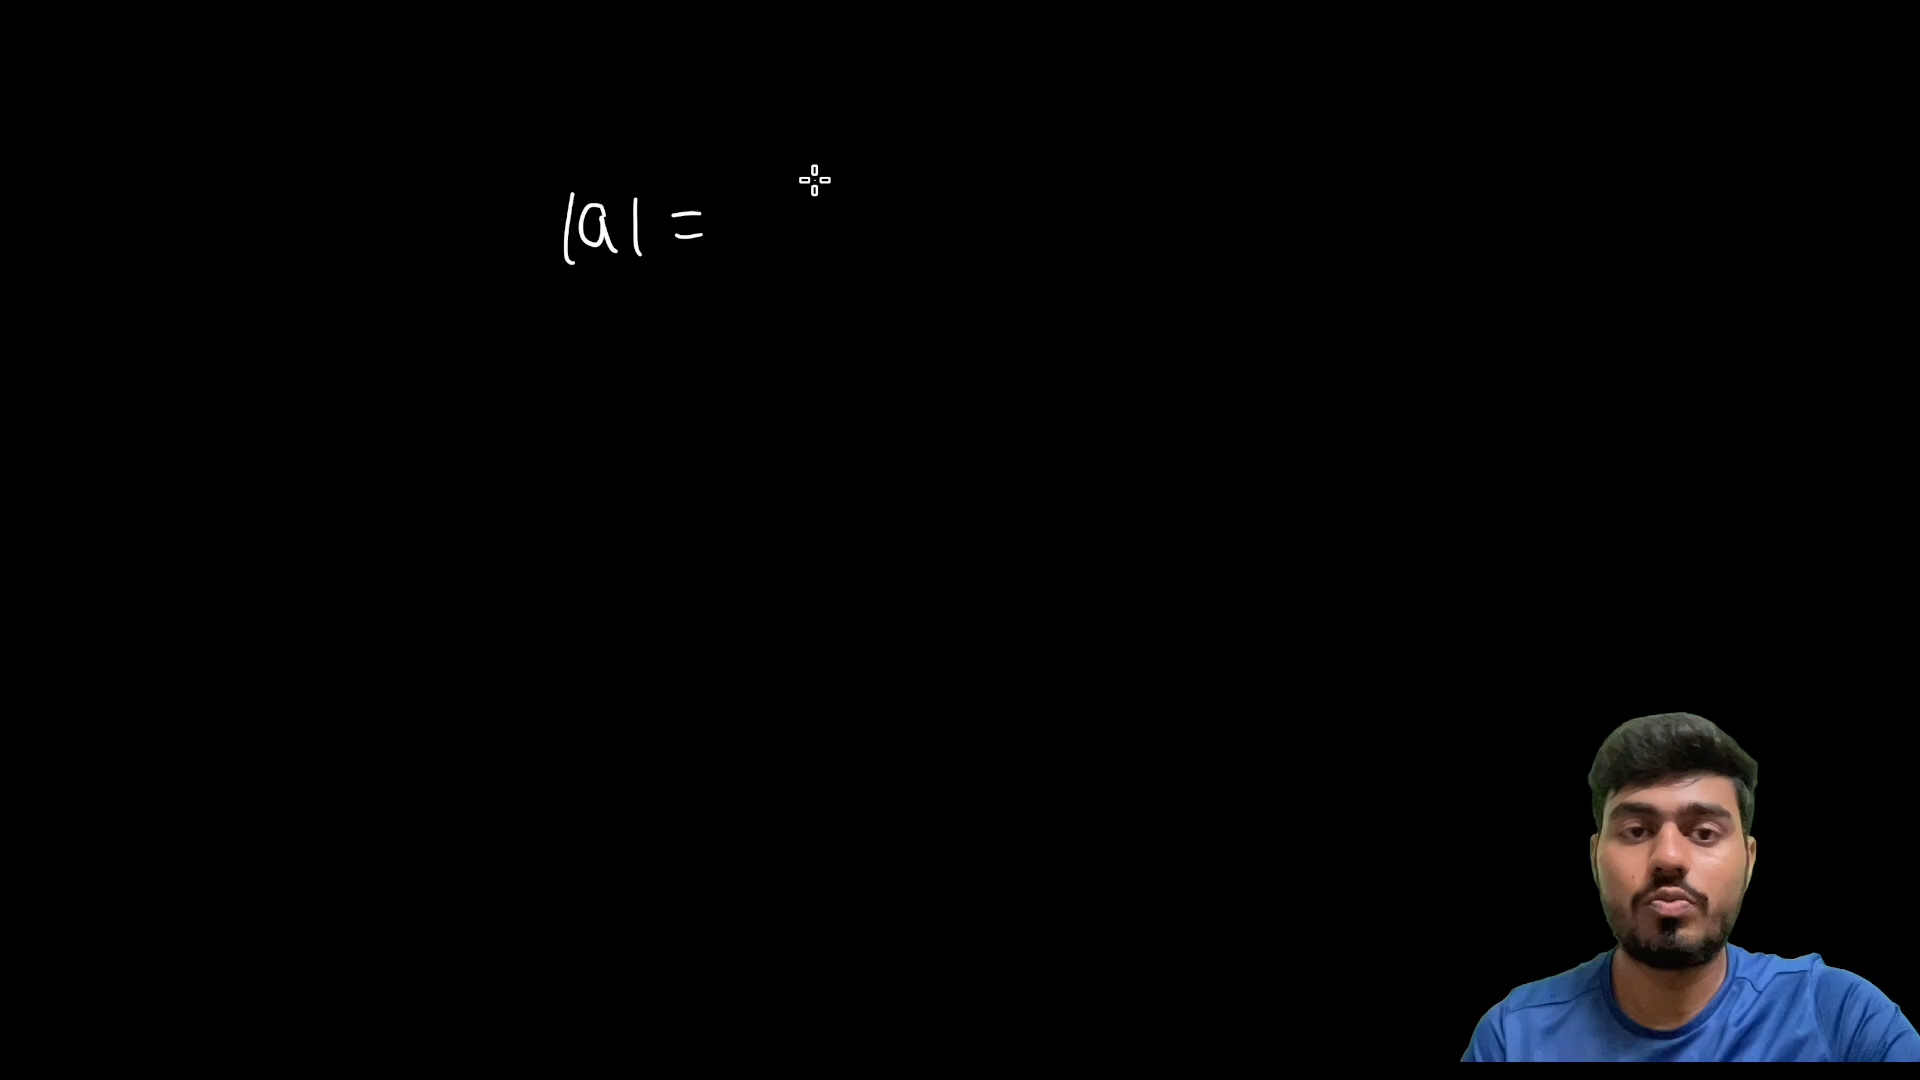 |a| =